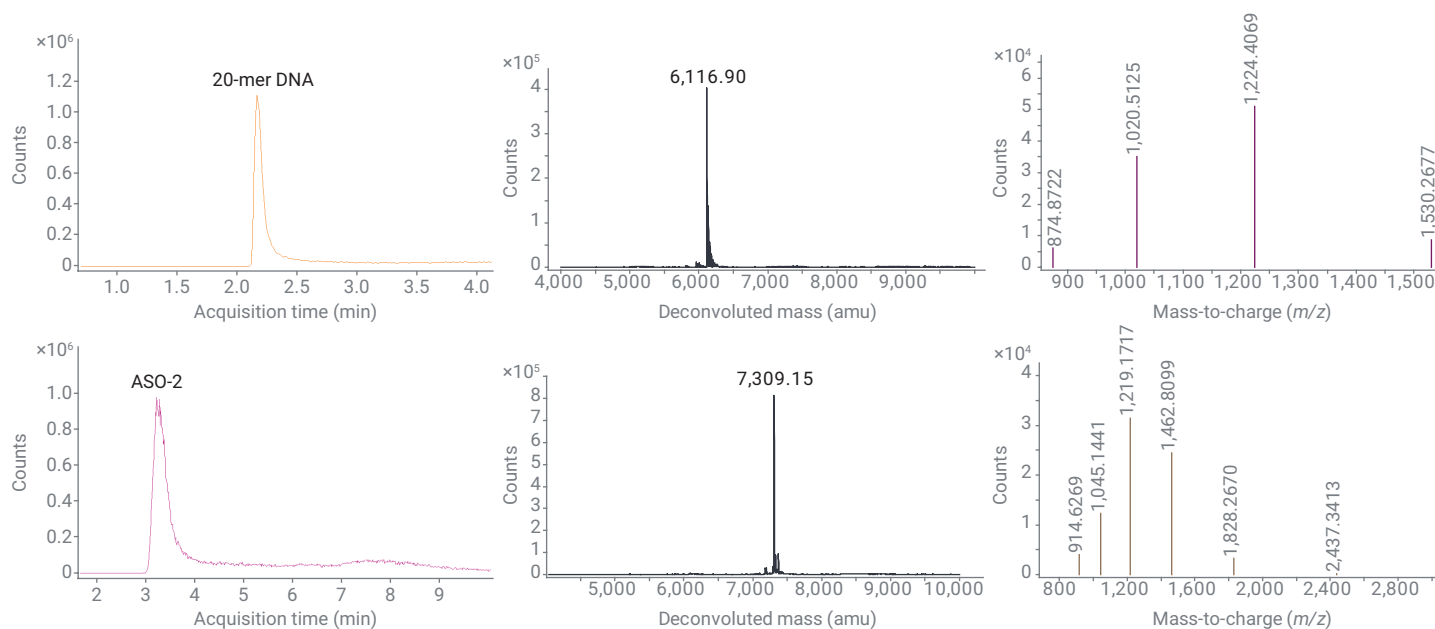 ×10⁶
20-mer DNA
1.2
1.0
0.8
0.6
0.4
0.2
0
Counts
1.0 1.5 2.0 2.5 3.0 3.5 4.0
Acquisition time (min)
×10⁵
6,116.90
4
3
2
1
0
Counts
4,000 5,000 6,000 7,000 8,000 9,000
Deconvoluted mass (amu)
×10⁴
6
5
4
3
2
1
0
Counts
874.8722
1,020.5125
1,224.4069
1,530.2677
900 1,000 1,100 1,200 1,300 1,400 1,500
Mass-to-charge (m/z)
×10⁶
ASO-2
1.0
0.8
0.6
0.4
0.2
0
Counts
2 3 4 5 6 7 8 9
Acquisition time (min)
×10⁵
7,309.15
8
7
6
5
4
3
2
1
0
Counts
5,000 6,000 7,000 8,000 9,000 10,000
Deconvoluted mass (amu)
×10⁴
4
3
2
1
0
Counts
914.6269
1,045.1441
1,219.1717
1,462.8099
1,828.2670
2,437.3413
800 1,200 1,600 2,000 2,400 2,800
Mass-to-charge (m/z)